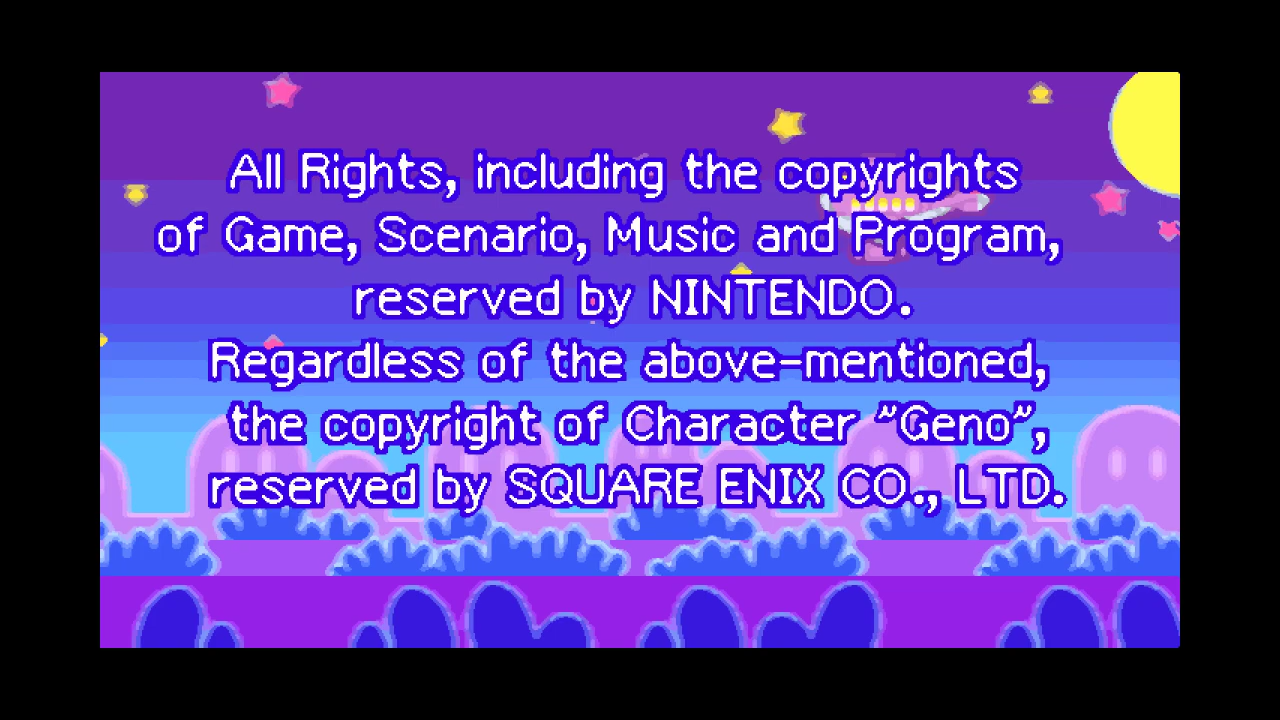 All Rights, including the copyrights
of Game, Scenario, Music and Program,
reserved by NINTENDO.
Regardless of the above-mentioned,
the copyright of Character "Geno",
reserved by SQUARE ENIX CO., LTD.